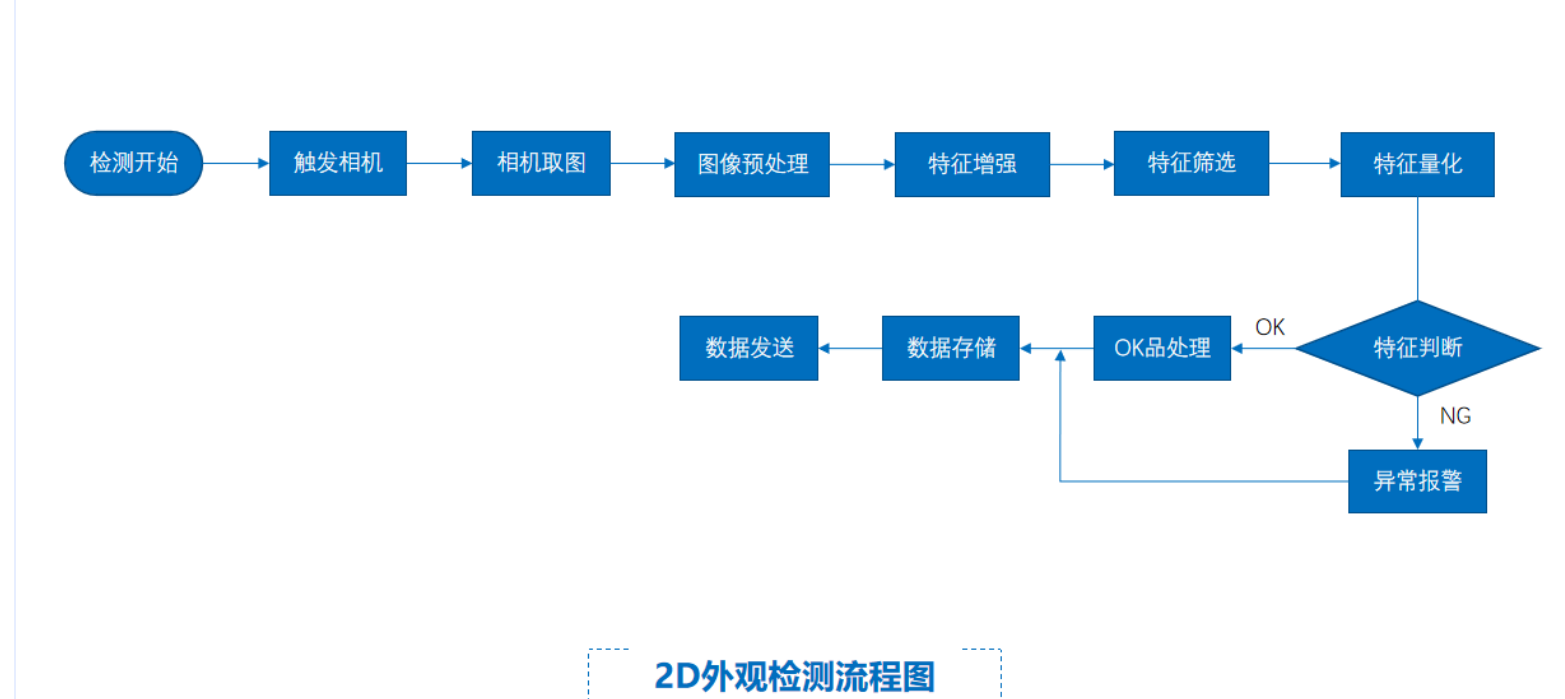 检测开始
触发相机
相机取图
图像预处理
特征增强
特征筛选
特征量化
数据发送
数据存储
OK品处理
OK
特征判断
NG
异常报警
2D外观检测流程图